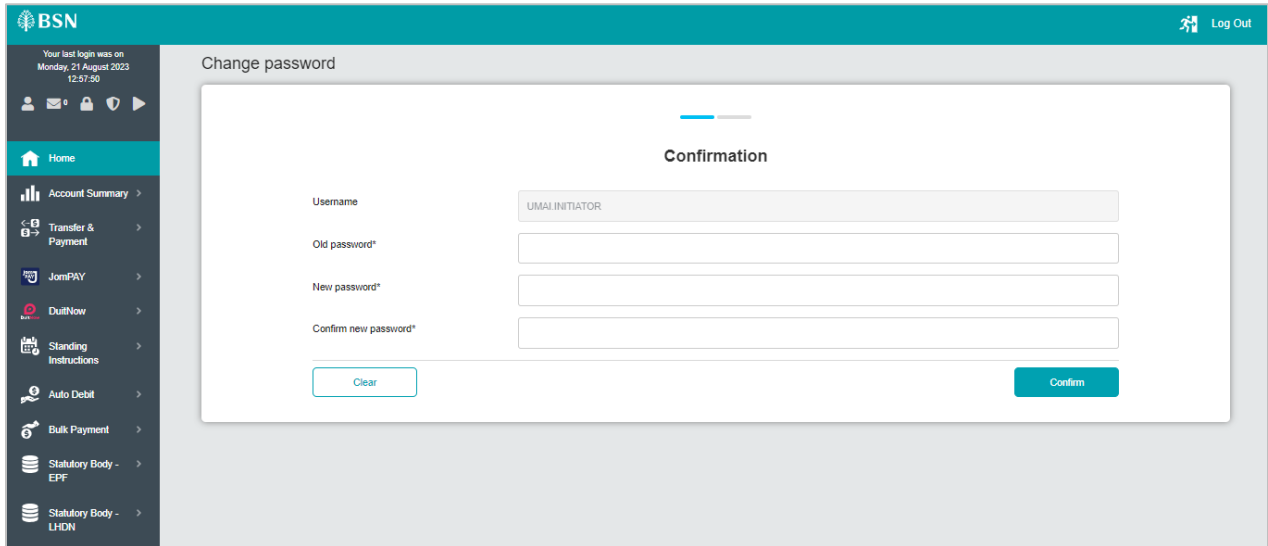 BSN
Log Out
Your last login was on
Monday, 21 August 2023
12:57:50
0
Change password
Confirmation
Username
UMAI.INITIATOR
Old password*
New password*
Confirm new password*
Clear
Confirm
Home
Account Summary
Transfer &
Payment
JomPAY
DuitNow
Standing
Instructions
Auto Debit
Bulk Payment
Statutory Body -
EPF
Statutory Body -
LHDN